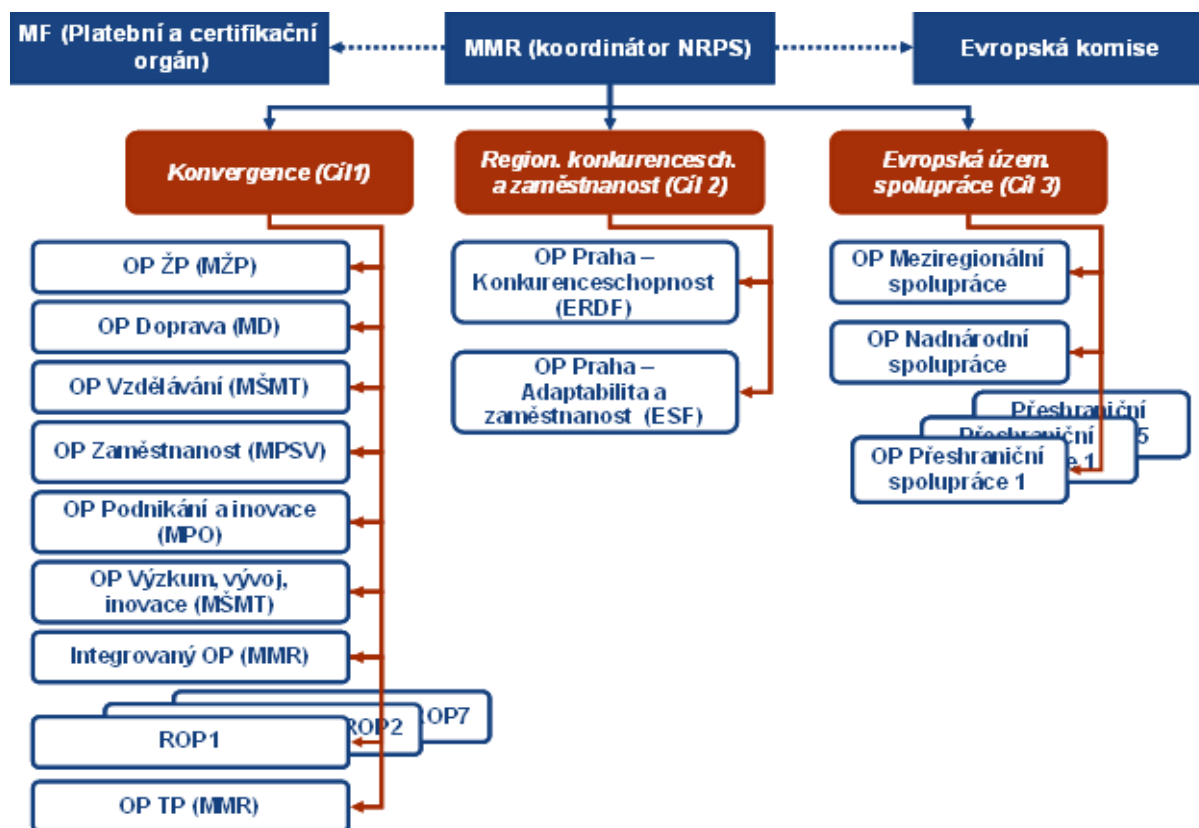 MF (Platební a certifikační
orgán)
MMR (koordinátor NRPS)
Evropská komise
Konvergence (Cíl1)
Region. konkurencesch.
a zaměstnanost (Cíl 2)
Evropská územ.
spolupráce (Cíl 3)
OP ŽP (MŽP)
OP Doprava (MD)
OP Vzdělávání (MŠMT)
OP Zaměstnanost (MPSV)
OP Podnikání a inovace
(MPO)
OP Výzkum, vývoj,
inovace (MŠMT)
Integrovaný OP (MMR)
ROP7
ROP2
ROP1
OP TP (MMR)
OP Praha –
Konkurenceschopnost
(ERDF)
OP Praha –
Adaptabilita a
zaměstnanost (ESF)
OP Meziregionální
spolupráce
OP Nadnárodní
spolupráce
Přeshraniční
5
Přeshraniční
e 1
OP Přeshraniční
spolupráce 1